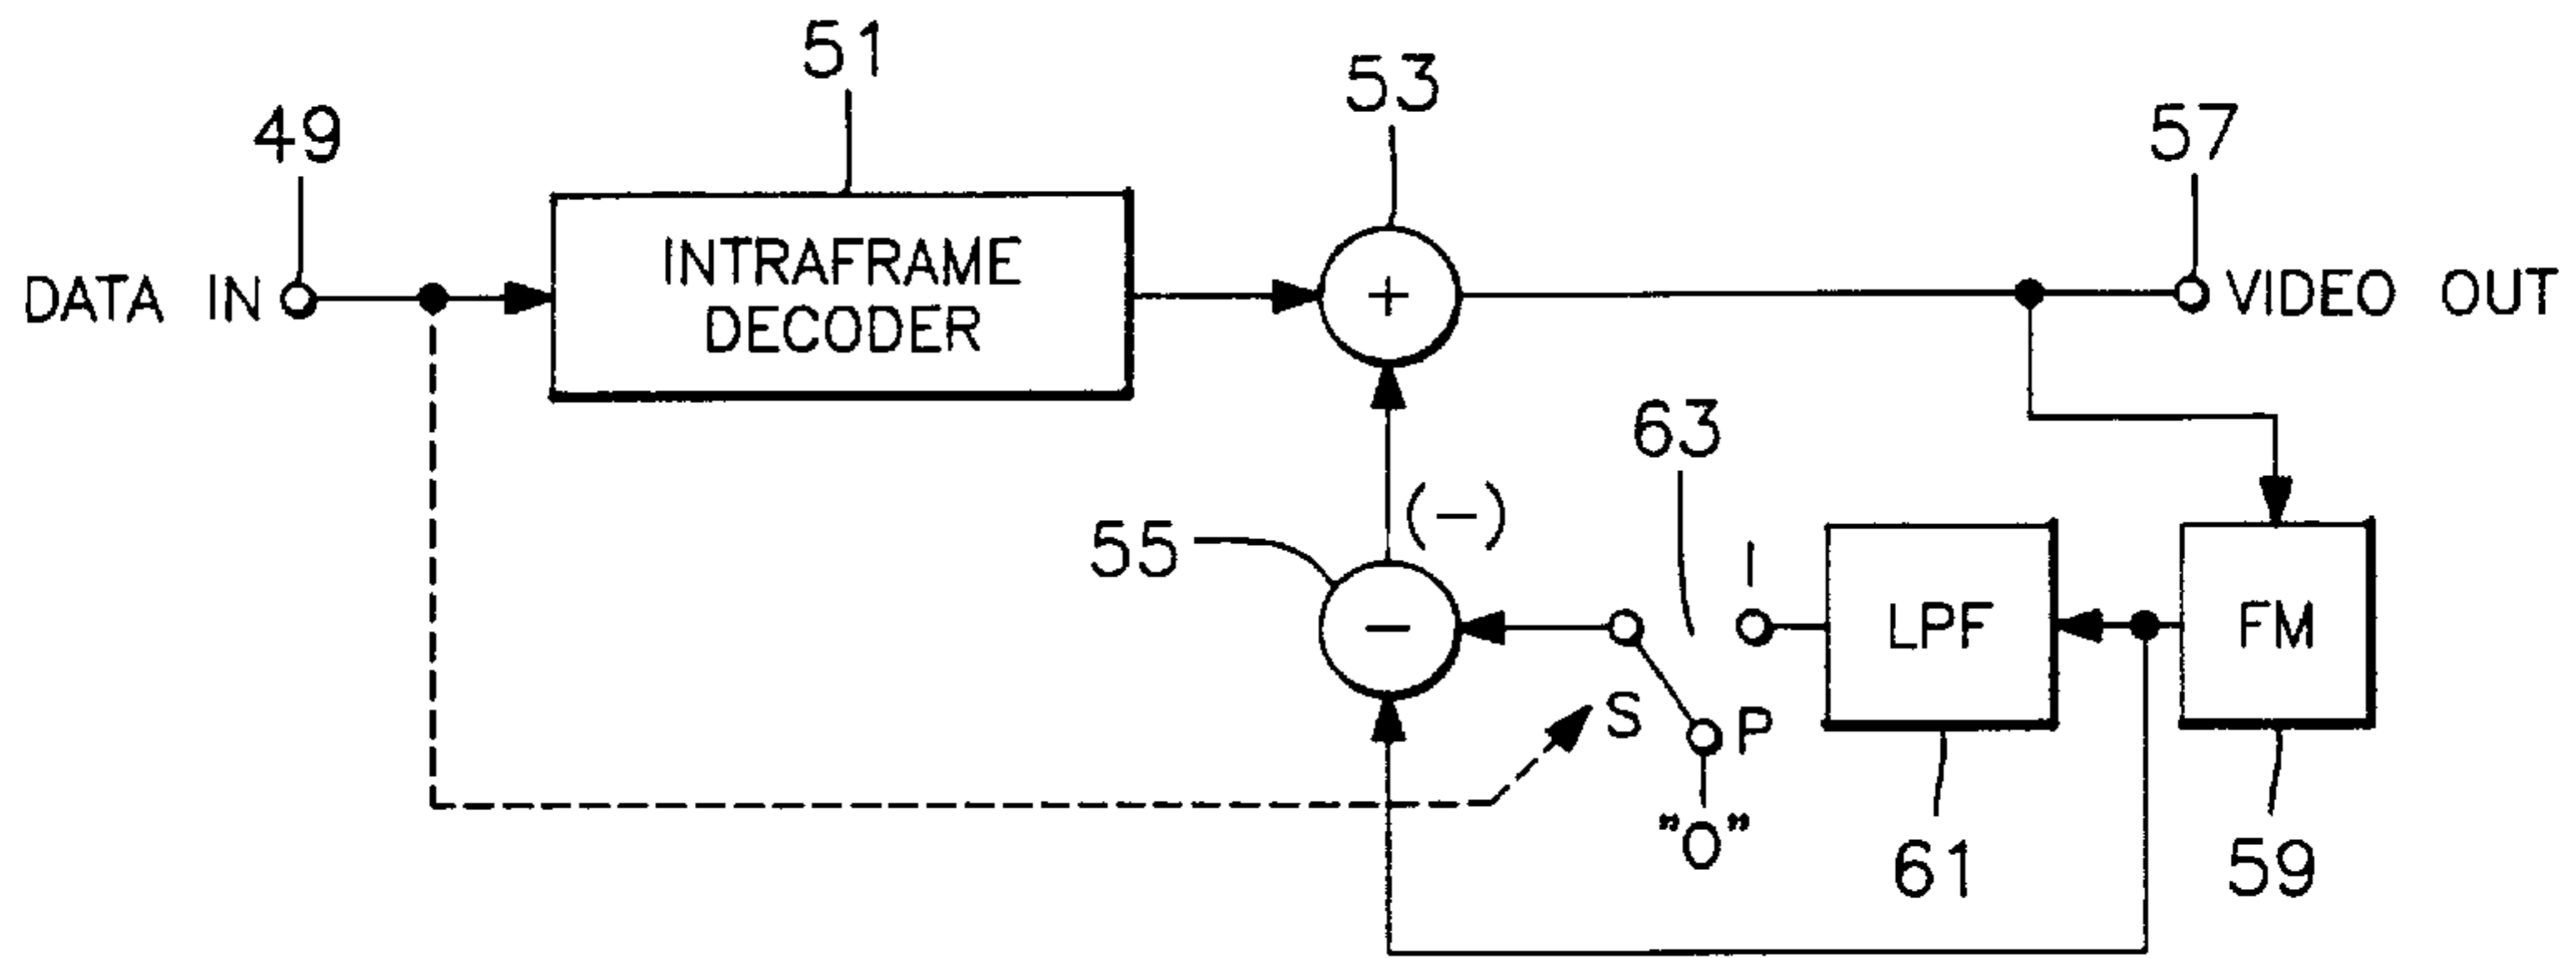 51
53
49
57
DATA IN
INTRAFRAME
DECODER
+
VIDEO OUT
63
(-)
55
I
-
LPF
FM
S
P
"0"
61
59